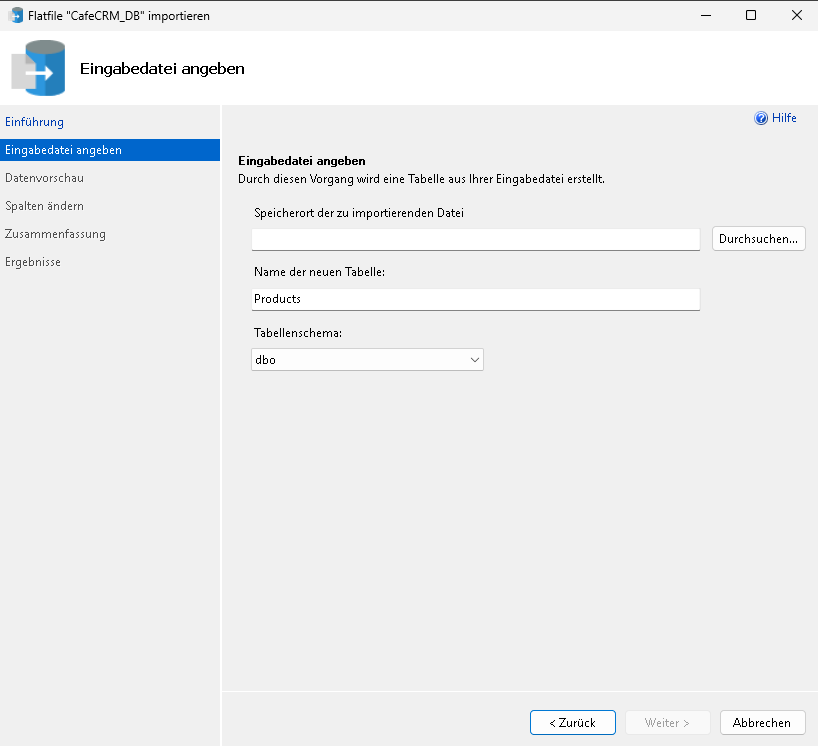 Flatfile "CafeCRM_DB" importieren
Eingabedatei angeben
Einführung
Eingabedatei angeben
Datenvorschau
Spalten ändern
Zusammenfassung
Ergebnisse
Hilfe
Eingabedatei angeben
Durch diesen Vorgang wird eine Tabelle aus Ihrer Eingabedatei erstellt.
Speicherort der zu importierenden Datei
Durchsuchen...
Name der neuen Tabelle:
Products
Tabellenschema:
dbo
< Zurück
Weiter >
Abbrechen